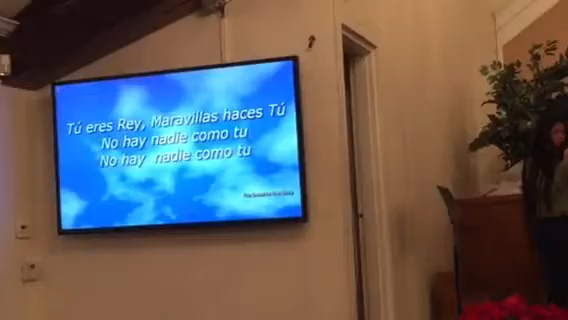 Tú eres Rey, Maravillas haces Tú
No hay nadie como tu
No hay nadie como tu